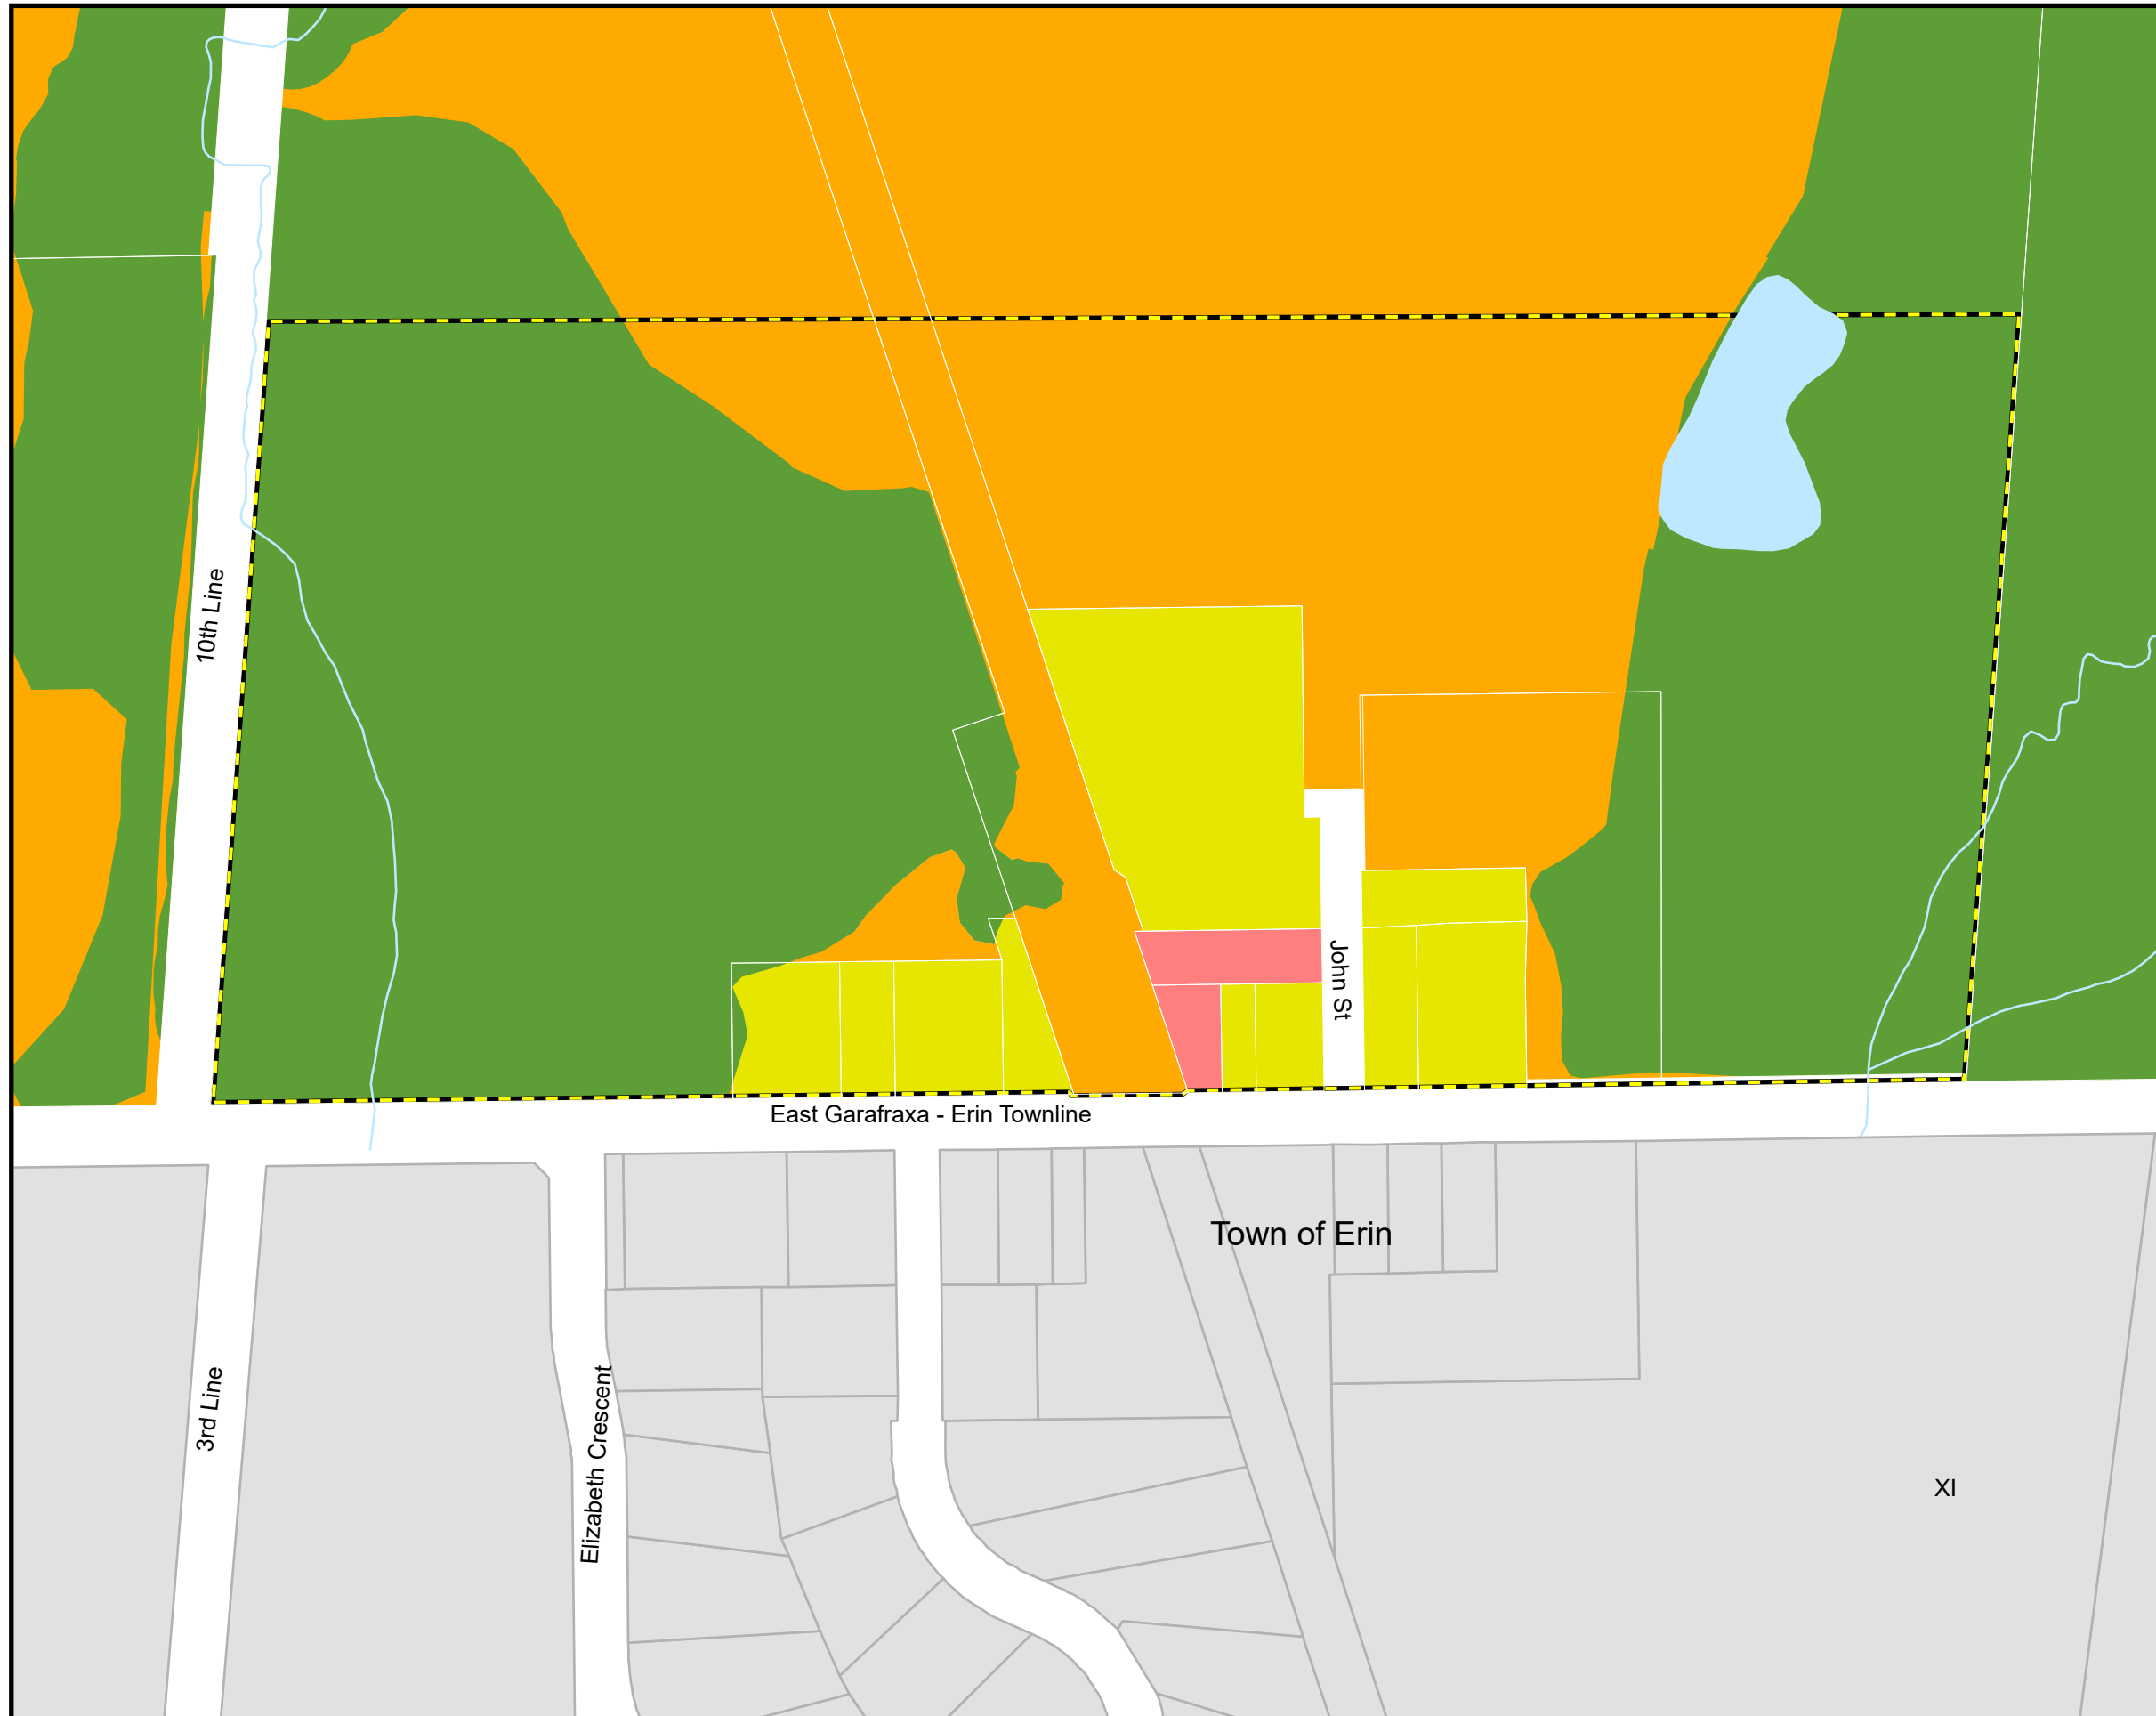 10th Line
John St
East Garafraxa - Erin Townline
Town of Erin
3rd Line
Elizabeth Crescent
XI